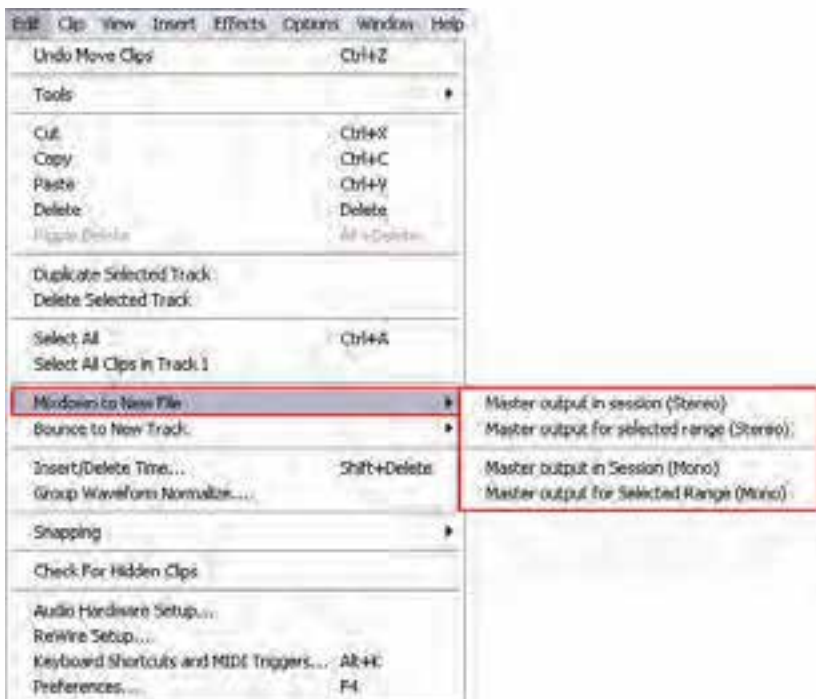 Edit Clip View Insert Effects Options Window Help
Undo Move Clips Ctrl+Z
Tools
Cut Ctrl+X
Copy Ctrl+C
Paste Ctrl+V
Delete Delete
Ripple Delete Alt+Delete
Duplicate Selected Track
Delete Selected Track
Select All Ctrl+A
Select All Clips in Track 1
Mixdown to New File
Master output in session (Stereo)
Bounce to New Track
Master output for selected range (Stereo)
Insert/Delete Time... Shift+Delete
Master output in Session (Mono)
Group Waveform Normalize....
Master output for Selected Range (Mono)
Snapping
Check For Hidden Clips
Audio Hardware Setup....
ReWire Setup....
Keyboard Shortcuts and MIDI Triggers.... Alt+K
Preferences.... F4